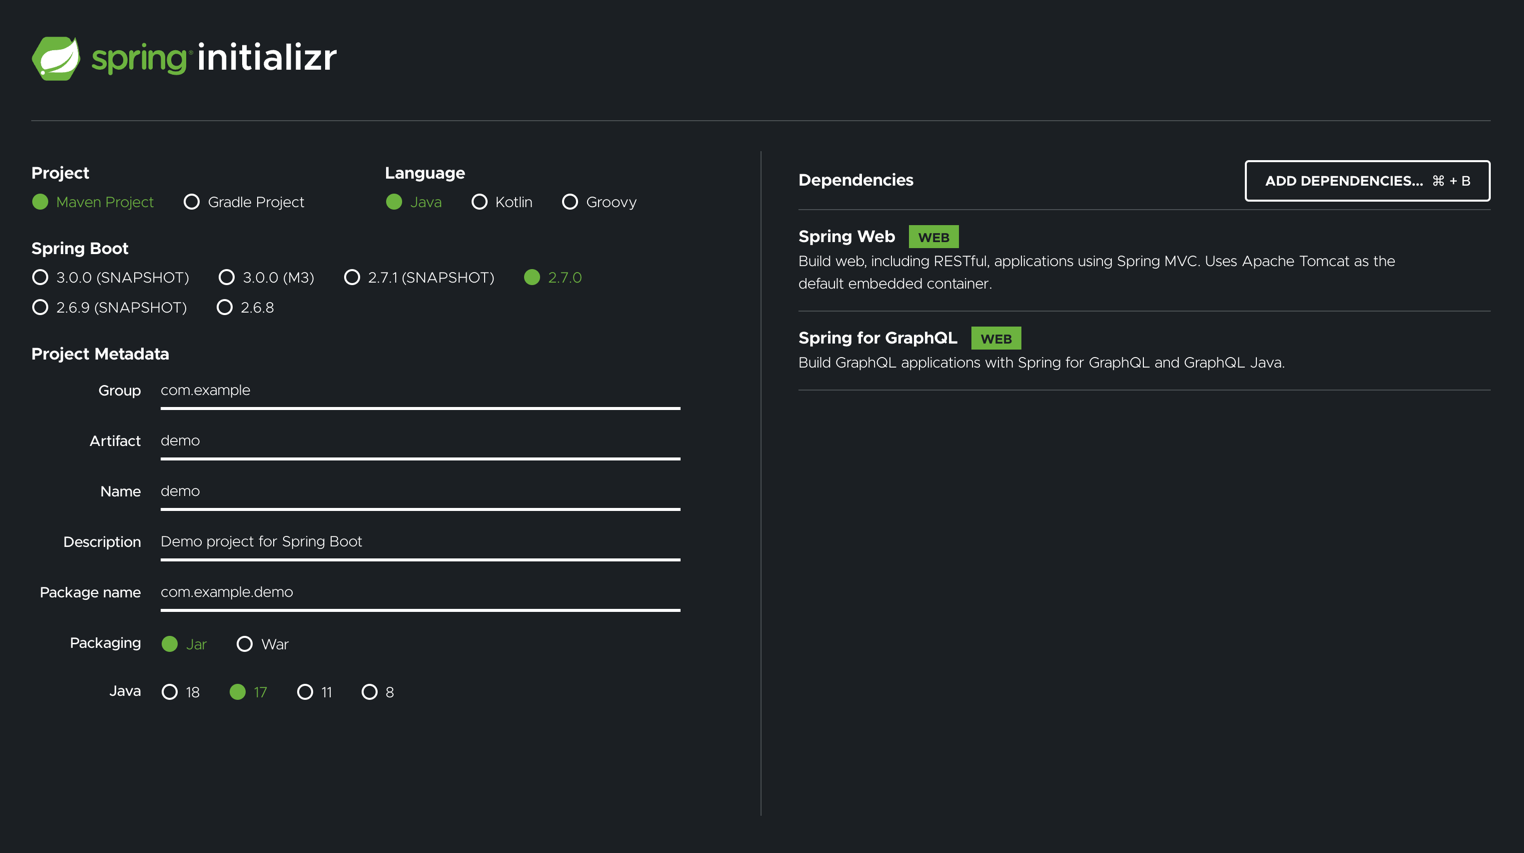 spring initializr
Project
Maven Project Gradle Project
Language
Java Kotlin Groovy
Spring Boot
3.0.0 (SNAPSHOT) 3.0.0 (M3) 2.7.1 (SNAPSHOT) 2.7.0
2.6.9 (SNAPSHOT) 2.6.8
Project Metadata
Group com.example
Artifact demo
Name demo
Description Demo project for Spring Boot
Package name com.example.demo
Packaging Jar War
Java 18 17 11 8
Dependencies
ADD DEPENDENCIES... ⌘ + B
Spring Web WEB
Build web, including RESTful, applications using Spring MVC. Uses Apache Tomcat as the
default embedded container.
Spring for GraphQL WEB
Build GraphQL applications with Spring for GraphQL and GraphQL Java.